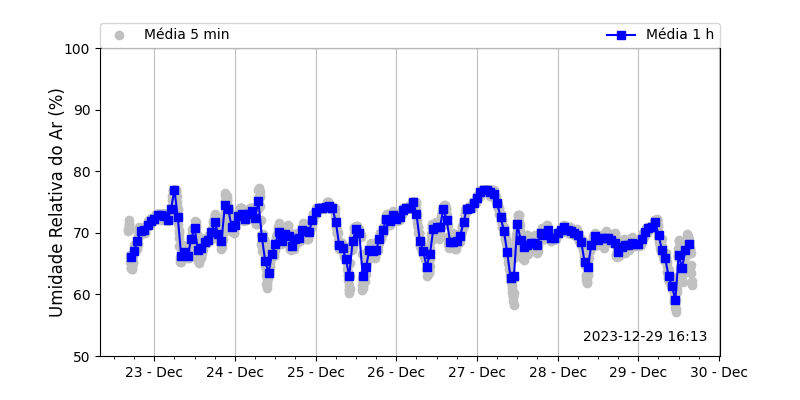 Média 5 min
Média 1 h
Umidade Relativa do Ar (%)
100
90
80
70
60
50
2023-12-29 16:13
23 - Dec
24 - Dec
25 - Dec
26 - Dec
27 - Dec
28 - Dec
29 - Dec
30 - Dec